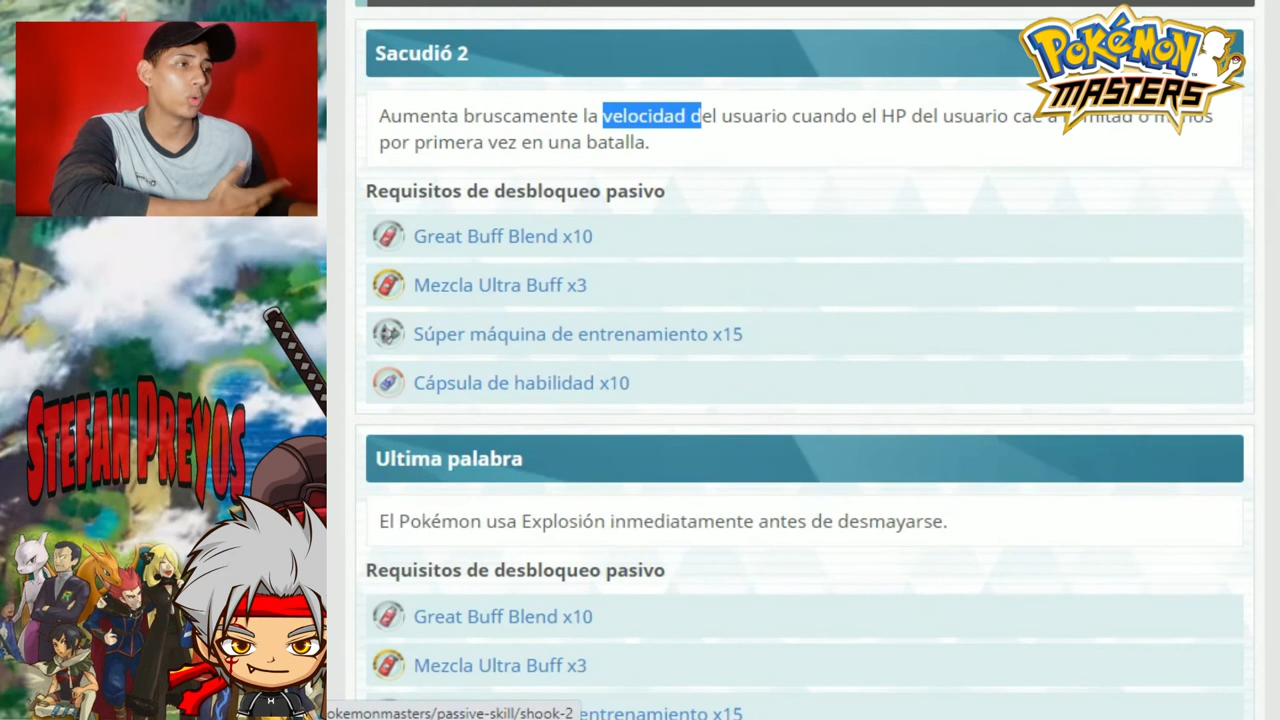 POKÉMON
MASTERS
Sacudió 2
Aumenta bruscamente la velocidad del usuario cuando el HP del usuario
por primera vez en una batalla.
Requisitos de desbloqueo pasivo
Great Buff Blend x10
Mezcla Ultra Buff x3
Súper máquina de entrenamiento x15
Cápsula de habilidad x10
STEFAN PREYOS
Ultima palabra
El Pokémon usa Explosión inmediatamente antes de desmayarse.
Requisitos de desbloqueo pasivo
Great Buff Blend x10
Mezcla Ultra Buff x3
okemonmasters/passive-skill/shook-2
entrenamiento x15